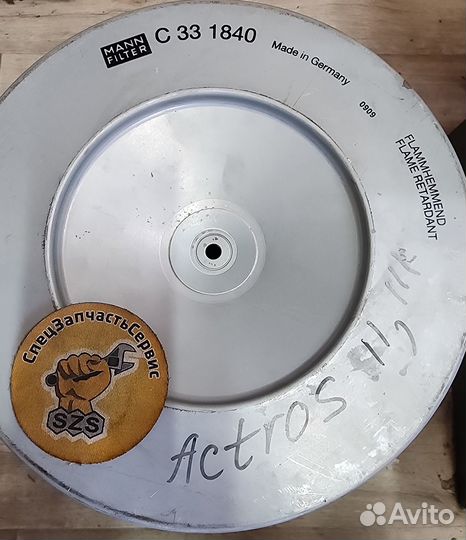 MANN
FILTER
C 33 1840
Made in Germany
0909
FLAMMHEMMEND
FLAME RETARDANT
СпецЗапчастьСервис
SZS
Actros
Avito